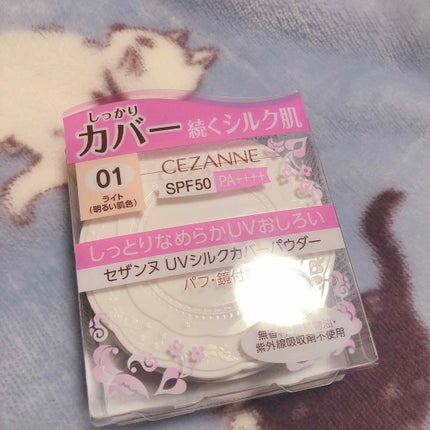 しっかり
カバー 続くシルク肌
01
ライト
(明るい肌色)
CEZANNE
SPF50 PA++++
しっとりなめらかUVおしろい
セザンヌ UVシルクカバーパウダー
パフ・鏡付
無香料
紫外線吸収剤不使用